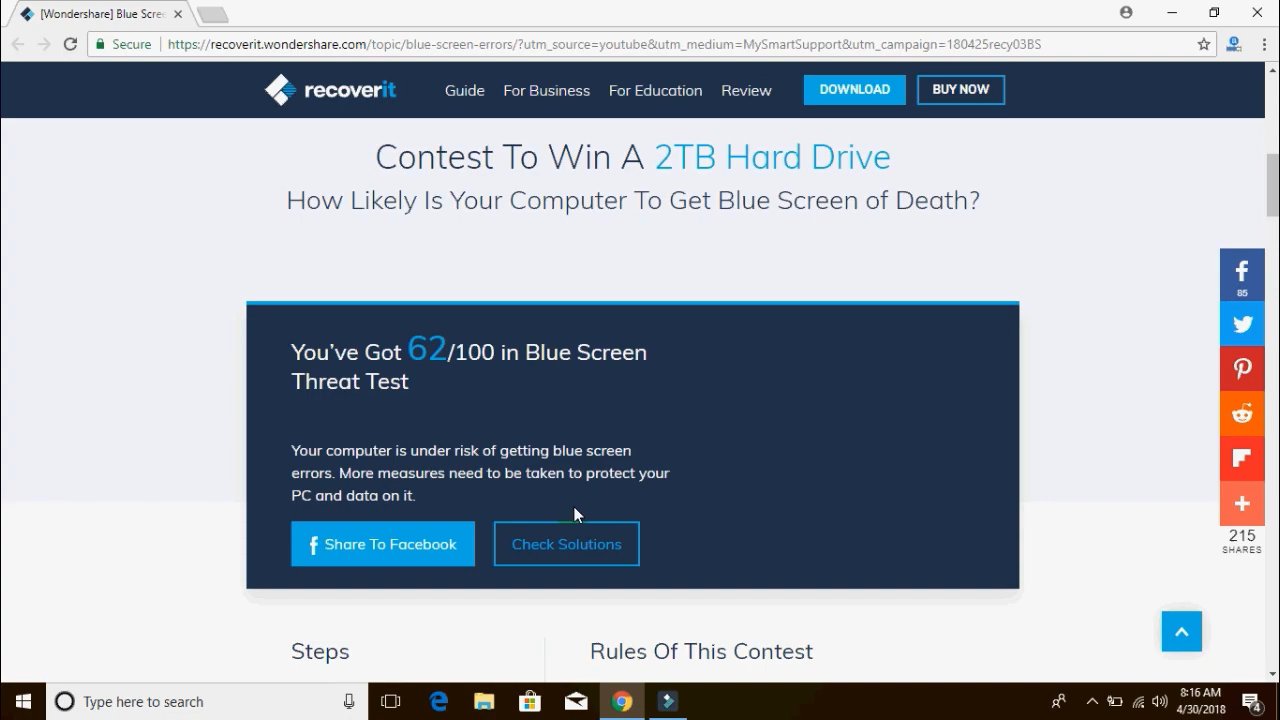 [Wondershare] Blue Scree
Secure
https://recoverit.wondershare.com/topic/blue-screen-errors/?utm_source=youtube&utm_medium=MySmartSupport&utm_campaign=180425recy03BS
recoverit
Guide
For Business
For Education
Review
DOWNLOAD
BUY NOW
Contest To Win A 2TB Hard Drive
How Likely Is Your Computer To Get Blue Screen of Death?
You've Got 62/100 in Blue Screen
Threat Test
Your computer is under risk of getting blue screen
errors. More measures need to be taken to protect your
PC and data on it.
Share To Facebook
Check Solutions
85
215
SHARES
Steps
Rules Of This Contest
Type here to search
8:16 AM
4/30/2018
4